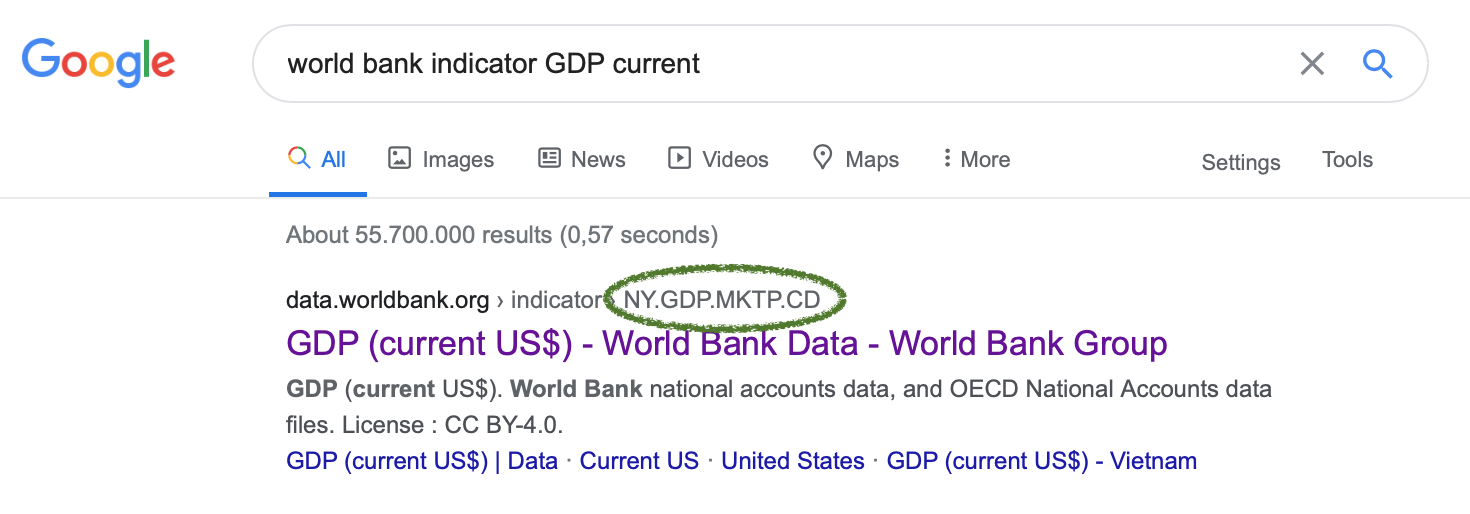 Google
world bank indicator GDP current
All Images News Videos Maps More Settings Tools
About 55.700.000 results (0,57 seconds)
data.worldbank.org › indicator › NY.GDP.MKTP.CD
GDP (current US$) - World Bank Data - World Bank Group
GDP (current US$). World Bank national accounts data, and OECD National Accounts data
files. License : CC BY-4.0.
GDP (current US$) | Data · Current US · United States · GDP (current US$) - Vietnam